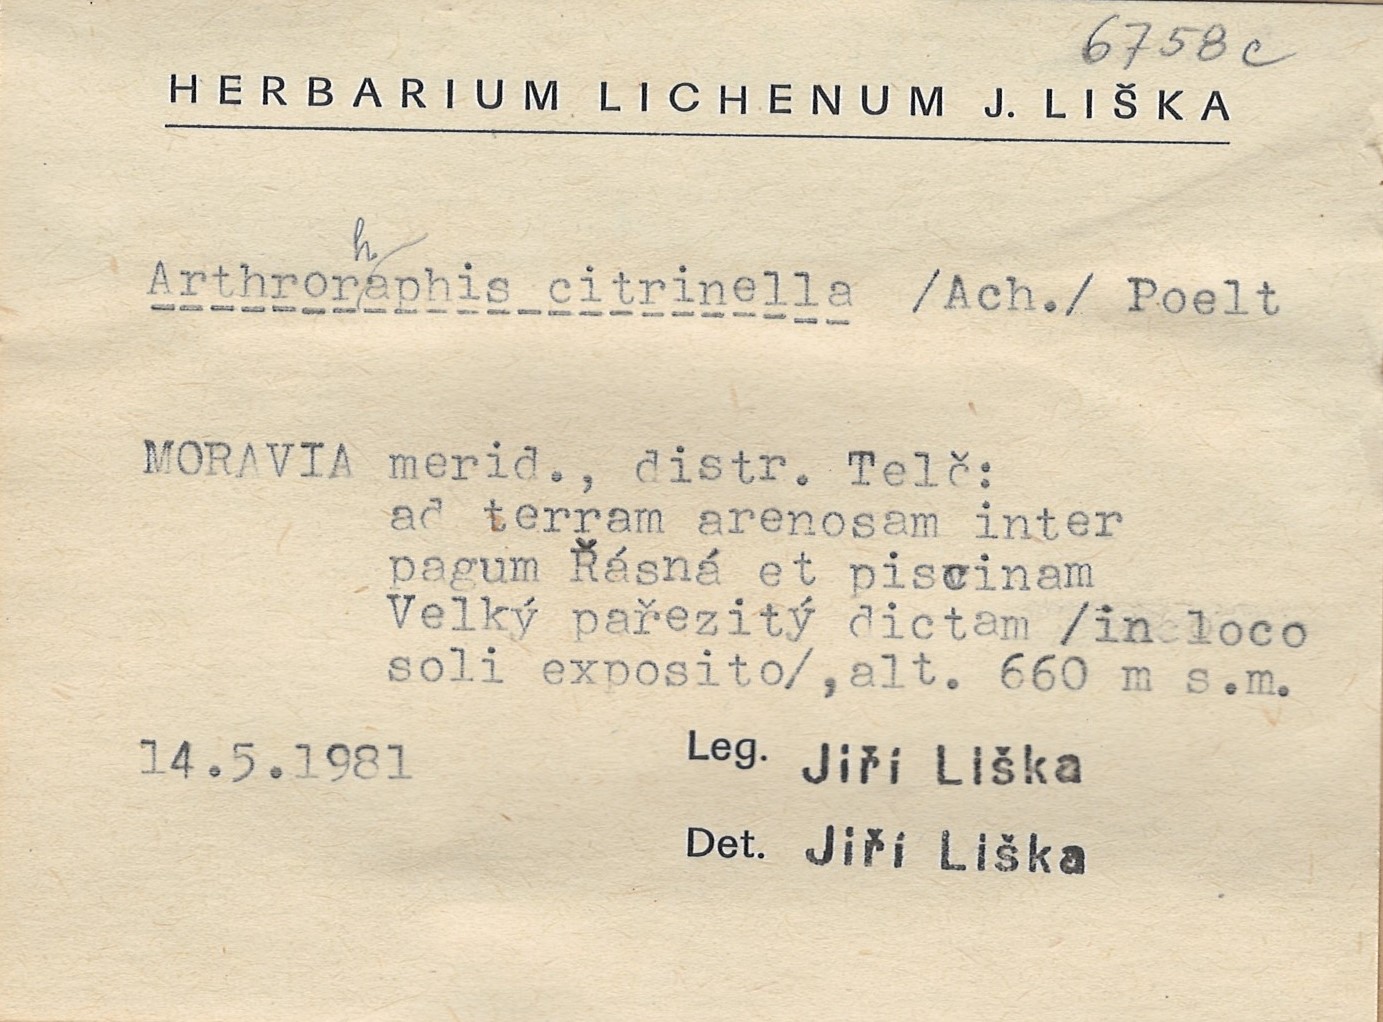 6758c
HERBARIUM LICHENUM J. LIŠKA
h
Arthroraphis citrinella /Ach./ Poelt
MORAVIA merid., distr. Telč:
ad terram arenosam inter
pagum Řásná et piscinam
Velký pařezitý dictam /in loco
soli exposito/,alt. 660 m s.m.
14.5.1981
Leg. Jiří Liška
Det. Jiří Liška